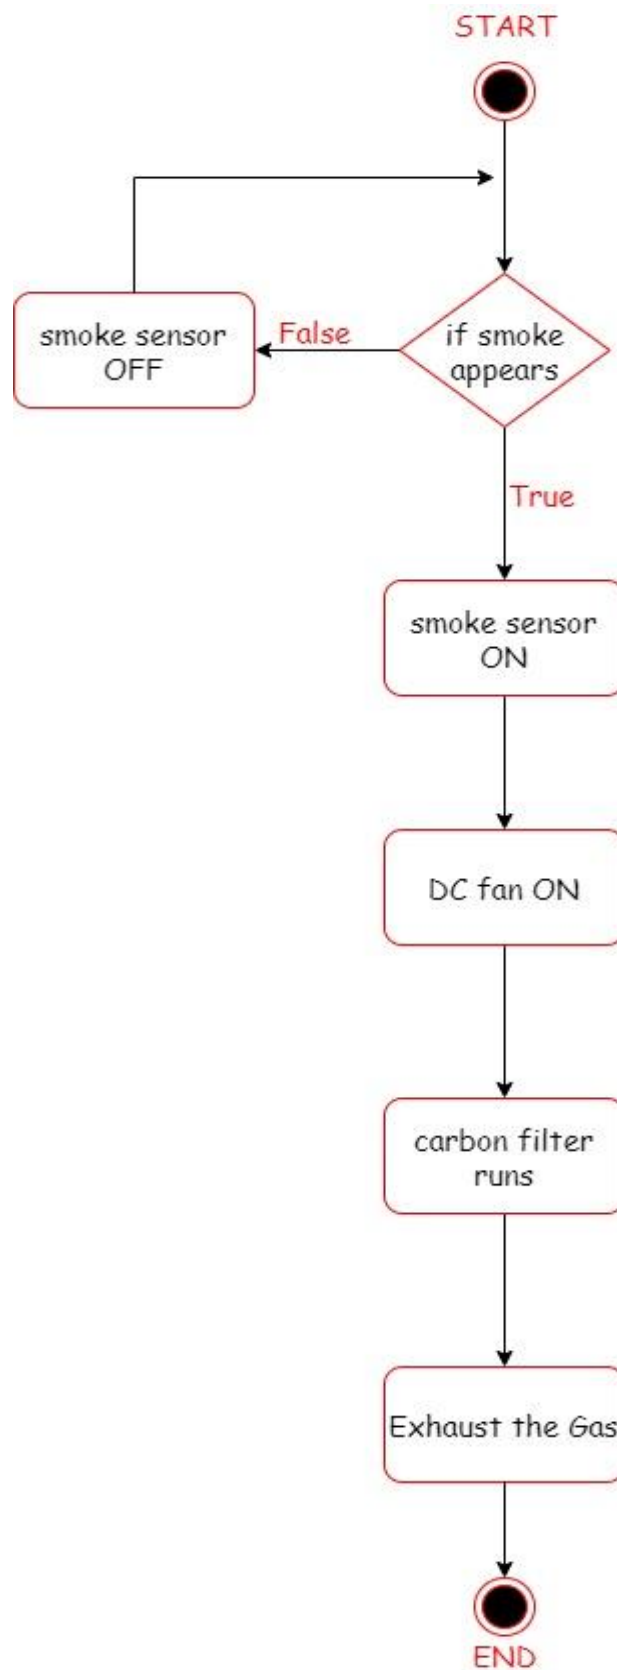 START
if smoke
appears
False
smoke sensor
OFF
True
smoke sensor
ON
DC fan ON
carbon filter
runs
Exhaust the Gas
END